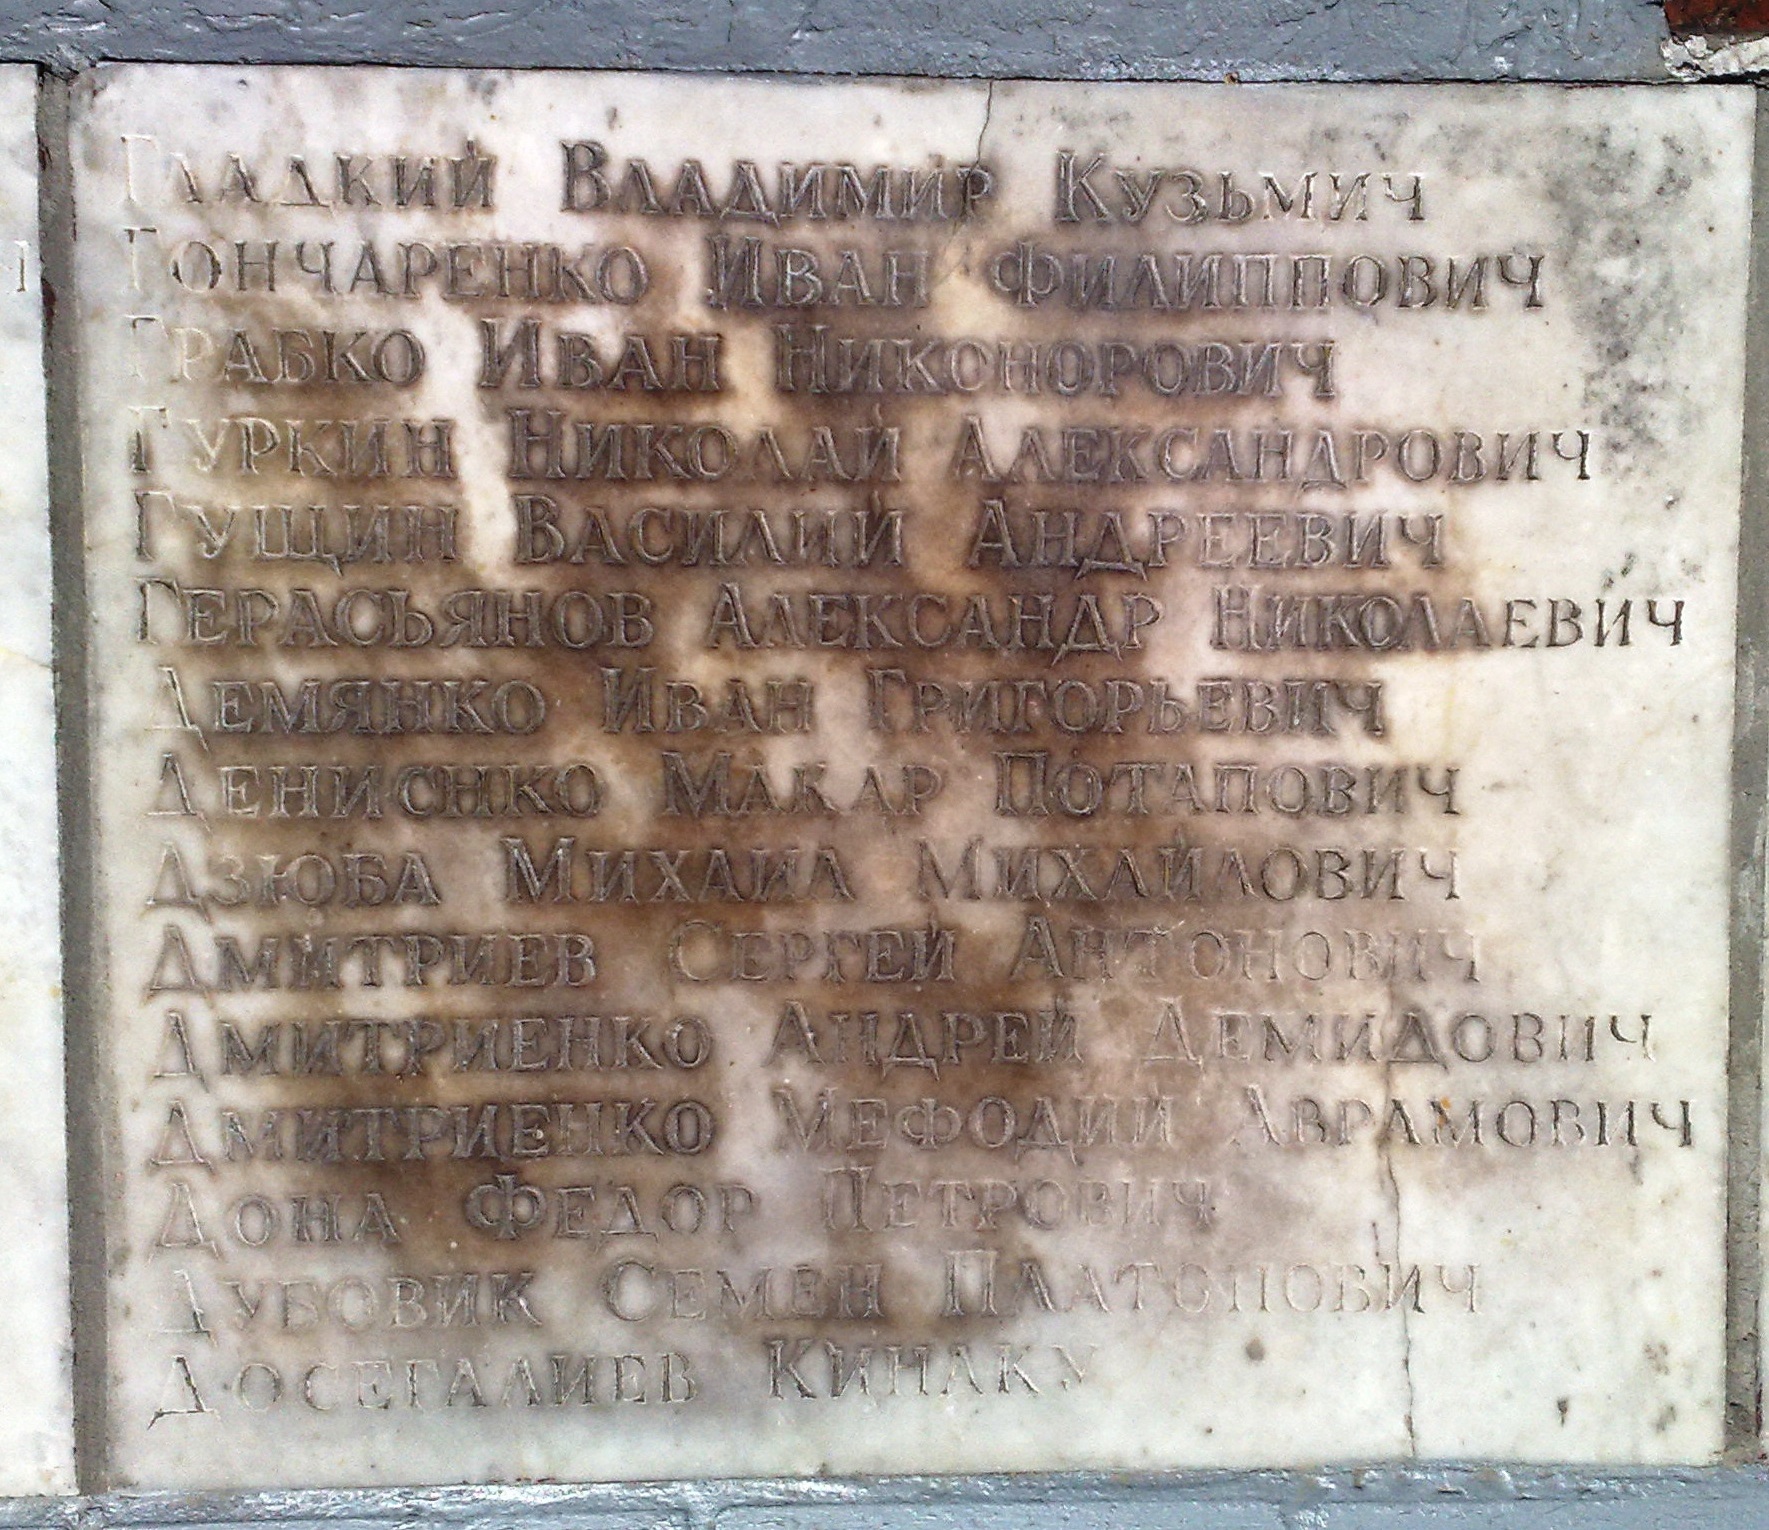 Гладкий Владимир Кузьмич
Гончаренко Иван Филиппович
Грабко Иван Никонорович
Гуркин Николай Александрович
Гущин Василий Андреевич
Герасьянов Александр Николаевич
Демянко Иван Григорьевич
Денисенко Макар Потапович
Дзюба Михаил Михайлович
Дмитриев Сергей Антонович
Дмитриенко Андрей Демидович
Дмитриенко Мефодий Аврамович
Дона Федор Петрович
Дубовик Семен Платонович
Досегалиев Кинаку